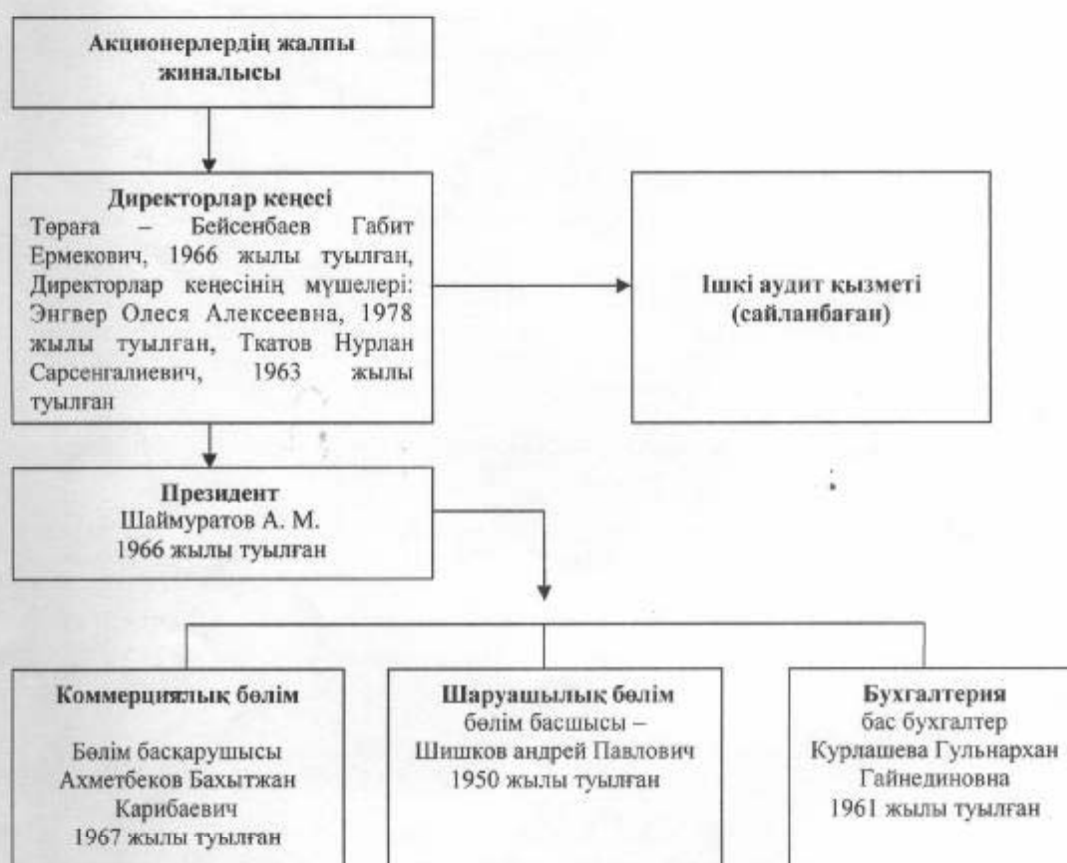 Акционерлердің жалпы
жиналысы
Директорлар кеңесі
Төраға – Бейсенбаев Габит
Ермекович, 1966 жылы туылған,
Директорлар кеңесінің мүшелері:
Энгвер Олеся Алексеевна, 1978
жылы туылған, Ткатов Нурлан
Сарсенгалиевич, 1963 жылы
туылған
Ішкі аудит қызметі
(сайланбаған)
Президент
Шаймуратов А. М.
1966 жылы туылған
Коммерциялық бөлім
Бөлім басқарушысы
Ахметбеков Бахытжан
Карибаевич
1967 жылы туылған
Шаруашылық бөлім
бөлім басшысы –
Шишков андрей Павлович
1950 жылы туылған
Бухгалтерия
бас бухгалтер
Курлашева Гульнархан
Гайнединовна
1961 жылы туылған